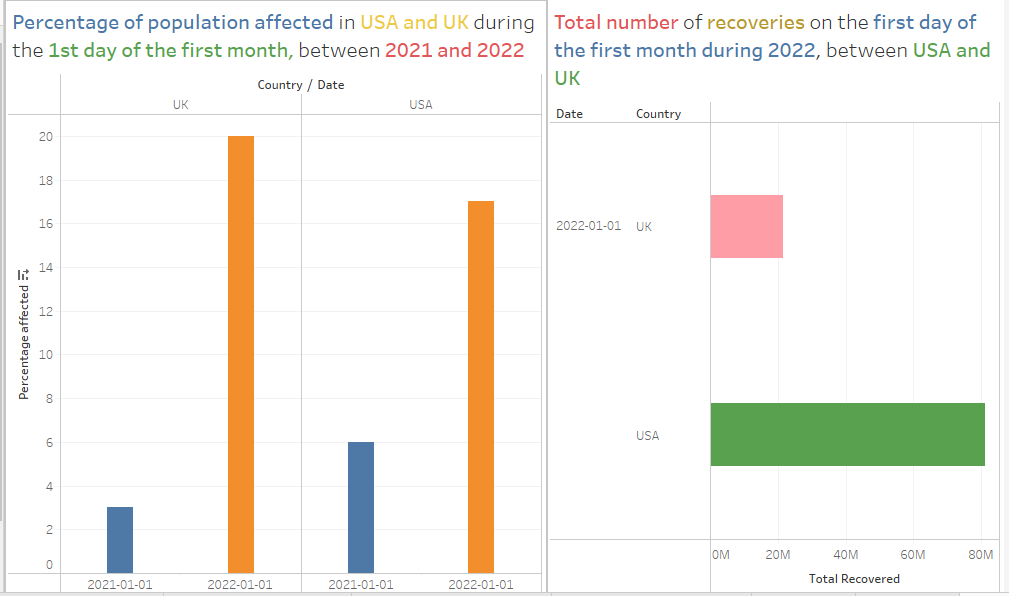 Percentage of population affected in USA and UK during
the 1st day of the first month, between 2021 and 2022
Country / Date
UK USA
Percentage affected
20
18
16
14
12
10
8
6
4
2
0
2021-01-01 2022-01-01 2021-01-01 2022-01-01
Total number of recoveries on the first day of
the first month during 2022, between USA and
UK
Date Country
2022-01-01 UK
USA
0M 20M 40M 60M 80M
Total Recovered